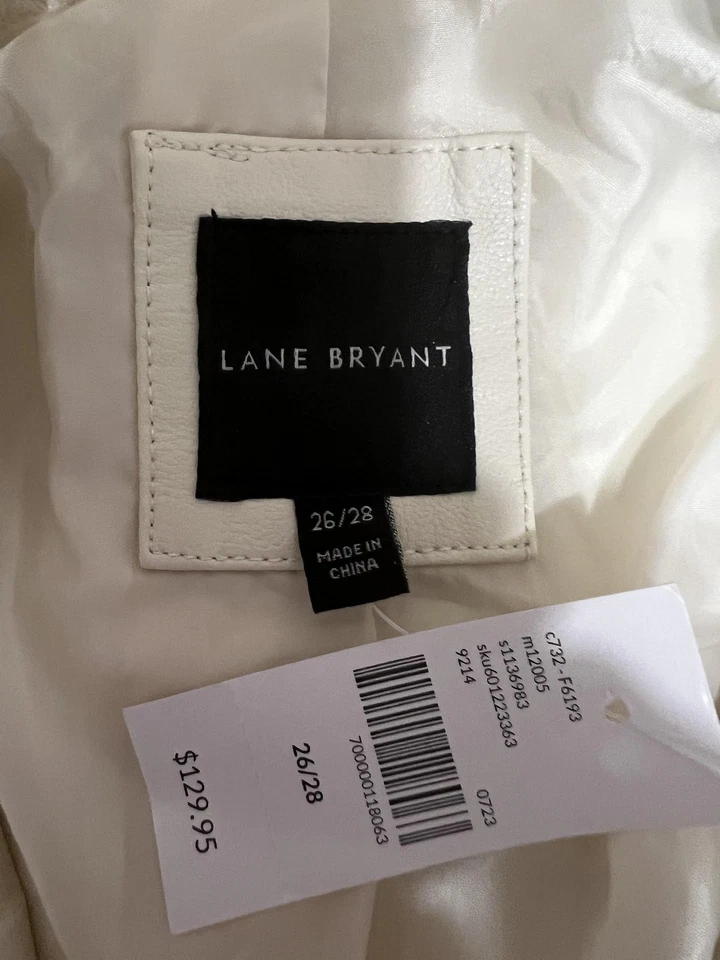 LANE BRYANT
26/28
MADE IN
CHINA
c732 - F6193
m12005
s1136983
sku601223363
9214
0723
700000118063
26/28
$129.95